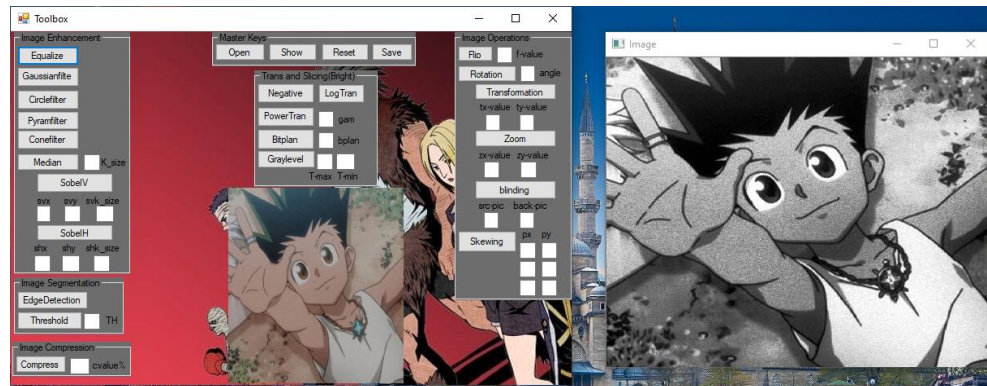 Toolbox
Image Enhancement
Equalize
Gaussianfilte
Circlefilter
Pyramfilter
Conefilter
Median
K_size
SobelV
svx svy svk_size
SobelH
shx shy shk_size
Image Segmentation
EdgeDetection
Threshold
TH
Image Compression
Compress
cvalue%
Master Keys
Open Show Reset Save
Trans and Slicing(Bright)
Negative LogTran
PowerTran gam
Bitplan bplan
Graylevel
T-max T-min
Image Operations
Flip f-value
Rotation angle
Transformation
tx-value ty-value
Zoom
zx-value zy-value
blinding
src-pic back-pic
Skewing px py
Image